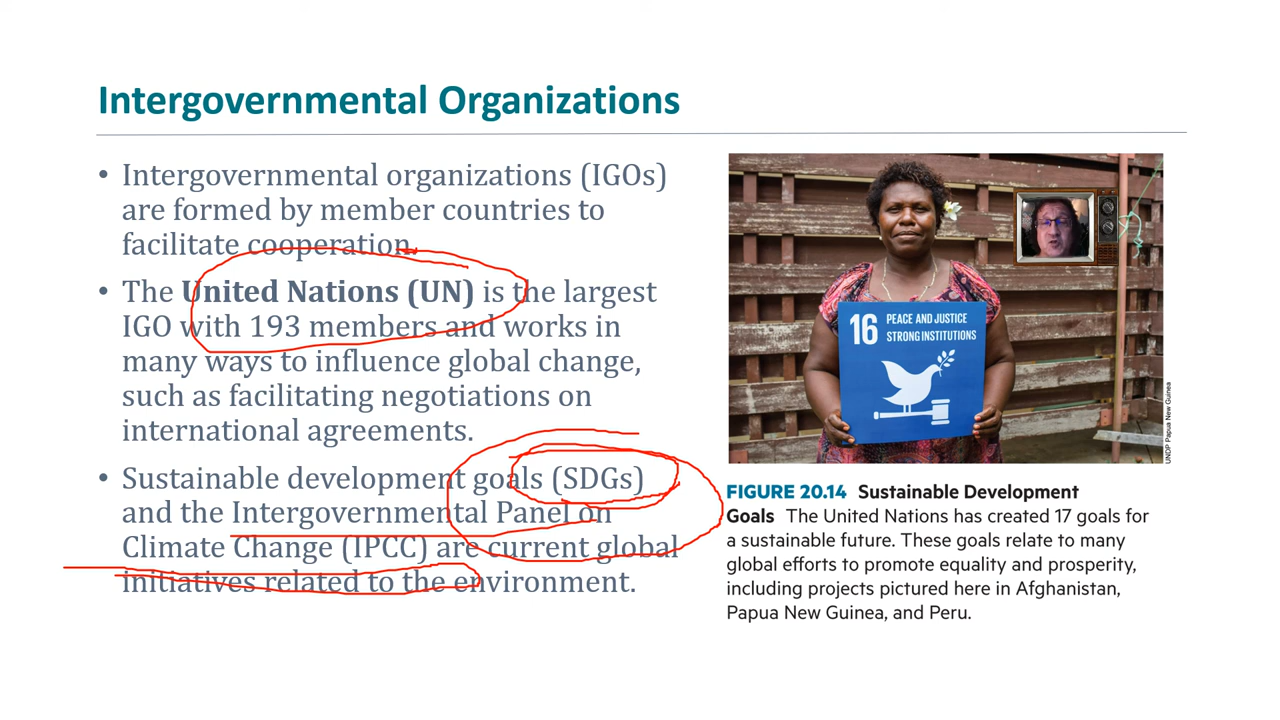 Intergovernmental Organizations
• Intergovernmental organizations (IGOs)
are formed by member countries to
facilitate cooperation.
• The United Nations (UN) is the largest
IGO with 193 members and works in
many ways to influence global change,
such as facilitating negotiations on
international agreements.
• Sustainable development goals (SDGs)
and the Intergovernmental Panel on
Climate Change (IPCC) are current global
initiatives related to the environment.
16 PEACE AND JUSTICE
STRONG INSTITUTIONS
UNDP Papua New Guinea
FIGURE 20.14 Sustainable Development
Goals The United Nations has created 17 goals for
a sustainable future. These goals relate to many
global efforts to promote equality and prosperity,
including projects pictured here in Afghanistan,
Papua New Guinea, and Peru.